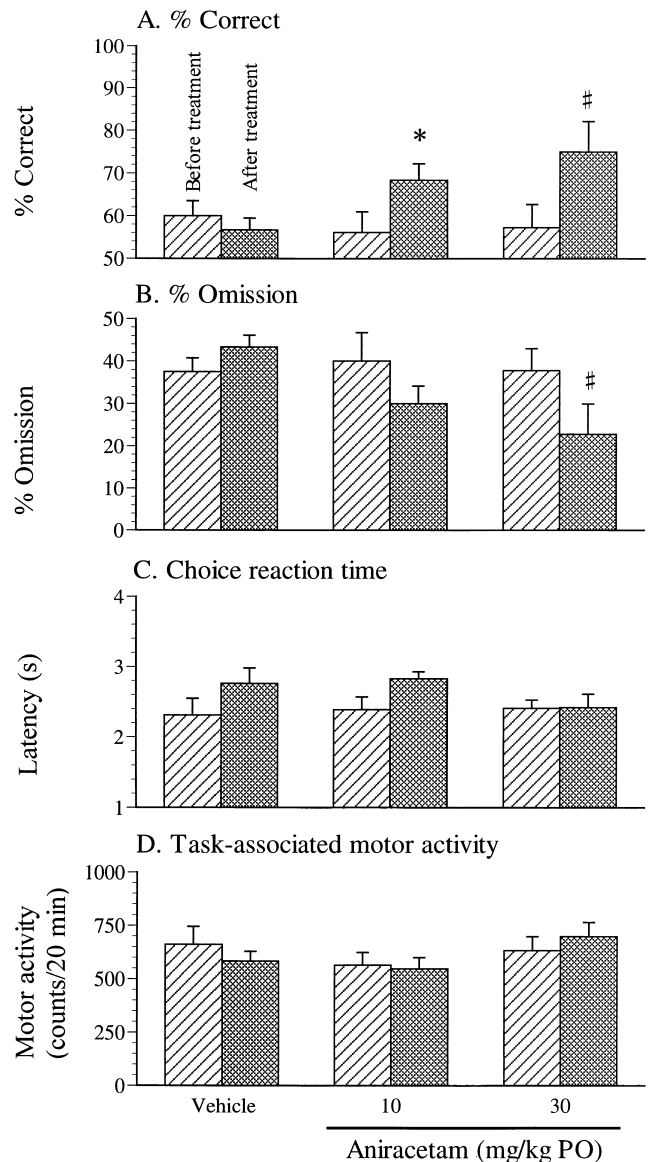 A. % Correct
100
90
80
70
60
50
% Correct
Before treatment
After treatment
*
♯
B. % Omission
50
40
30
20
10
0
% Omission
♯
C. Choice reaction time
4
3
2
1
Latency (s)
D. Task-associated motor activity
1000
750
500
250
0
Motor activity
(counts/20 min)
Vehicle
10
30
Aniracetam (mg/kg PO)